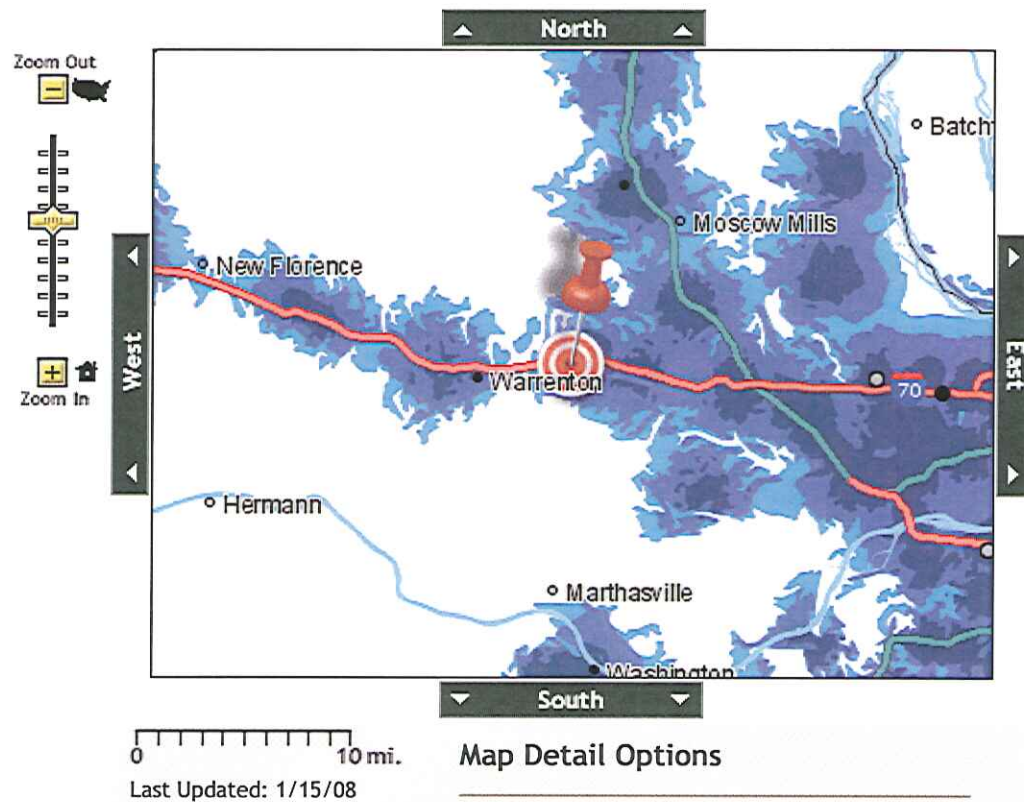 North
Zoom Out
Batch
Moscow Mills
New Florence
West
East
Warrenton
70
Zoom In
Hermann
Marthasville
Washington
South
0 10 mi.
Map Detail Options
Last Updated: 1/15/08